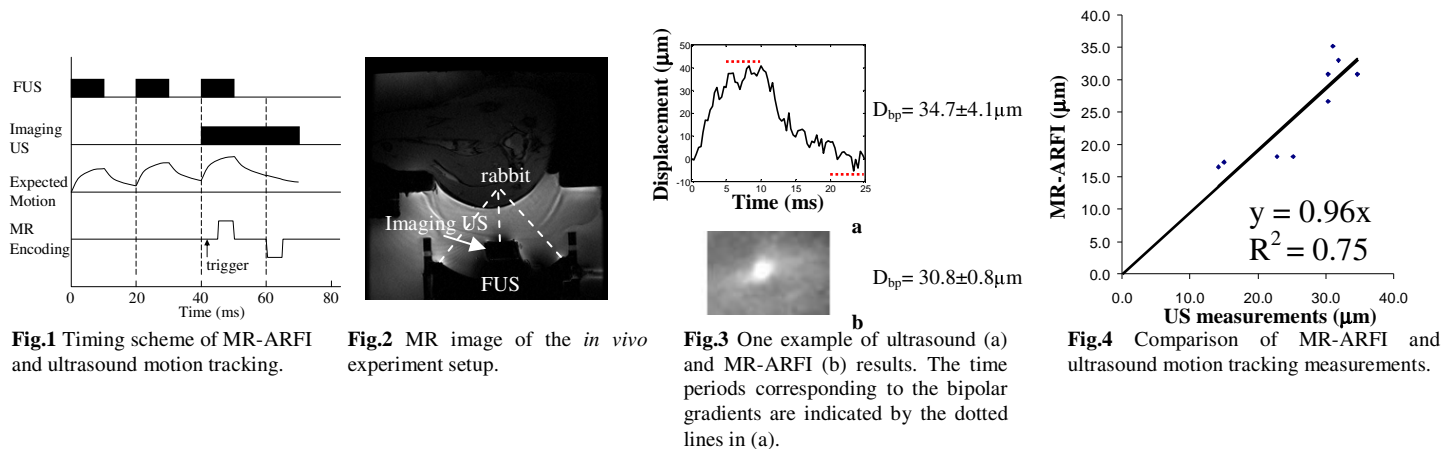 FUS
Imaging
US
Expected
Motion
MR
Encoding
trigger
0 20 40 60 80
Time (ms)
Fig.1 Timing scheme of MR-ARFI
and ultrasound motion tracking.
rabbit
Imaging US
FUS
Fig.2 MR image of the in vivo
experiment setup.
Displacement (μm)
50
40
30
20
10
0
-10
0 5 10 15 20 25
Time (ms)
a
Dbp= 34.7±4.1μm
b
Dbp= 30.8±0.8μm
Fig.3 One example of ultrasound (a)
and MR-ARFI (b) results. The time
periods corresponding to the bipolar
gradients are indicated by the dotted
lines in (a).
MR-ARFI (μm)
40.0
35.0
30.0
25.0
20.0
15.0
10.0
5.0
0.0
y = 0.96x
R2 = 0.75
0.0 10.0 20.0 30.0 40.0
US measurements (μm)
Fig.4 Comparison of MR-ARFI and
ultrasound motion tracking measurements.